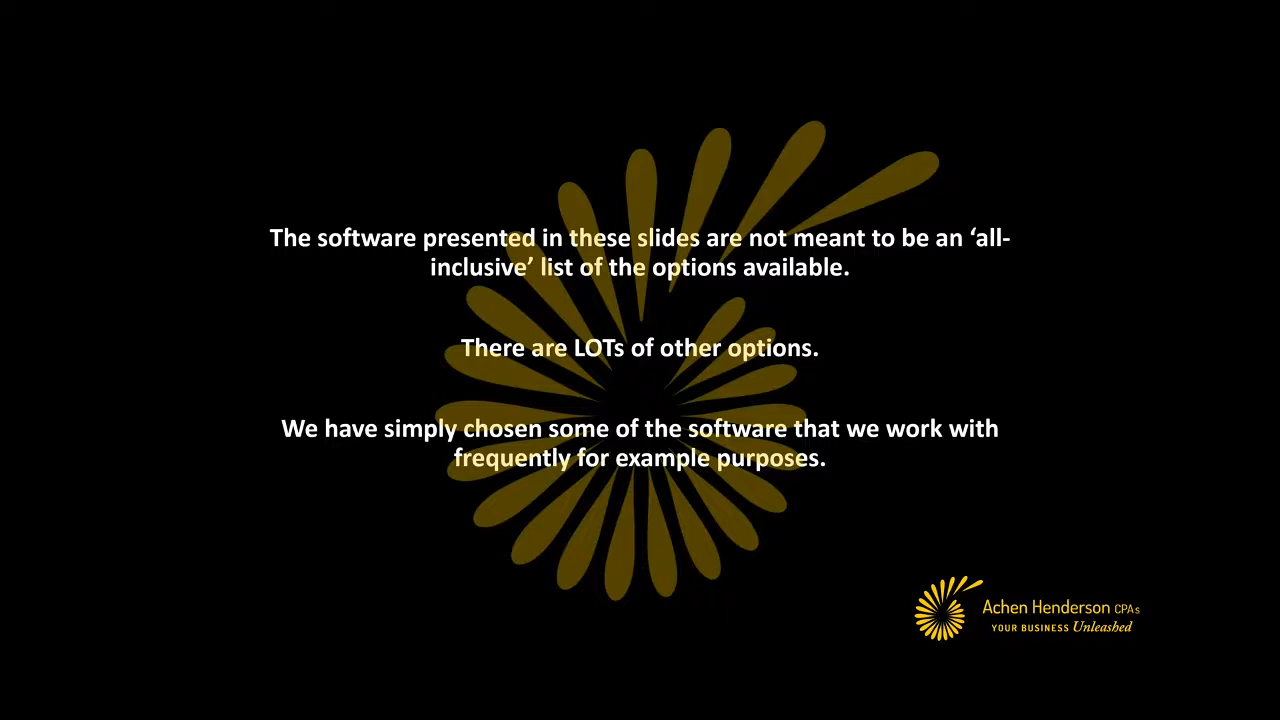 The software presented in these slides are not meant to be an ‘all-
inclusive’ list of the options available.
There are LOTs of other options.
We have simply chosen some of the software that we work with
frequently for example purposes.
Achen Henderson CPAs
YOUR BUSINESS Unleashed